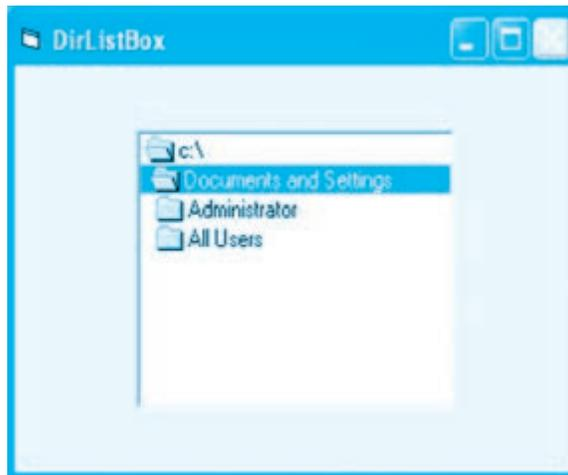 DirListBox
c:\
Documents and Settings
Administrator
All Users